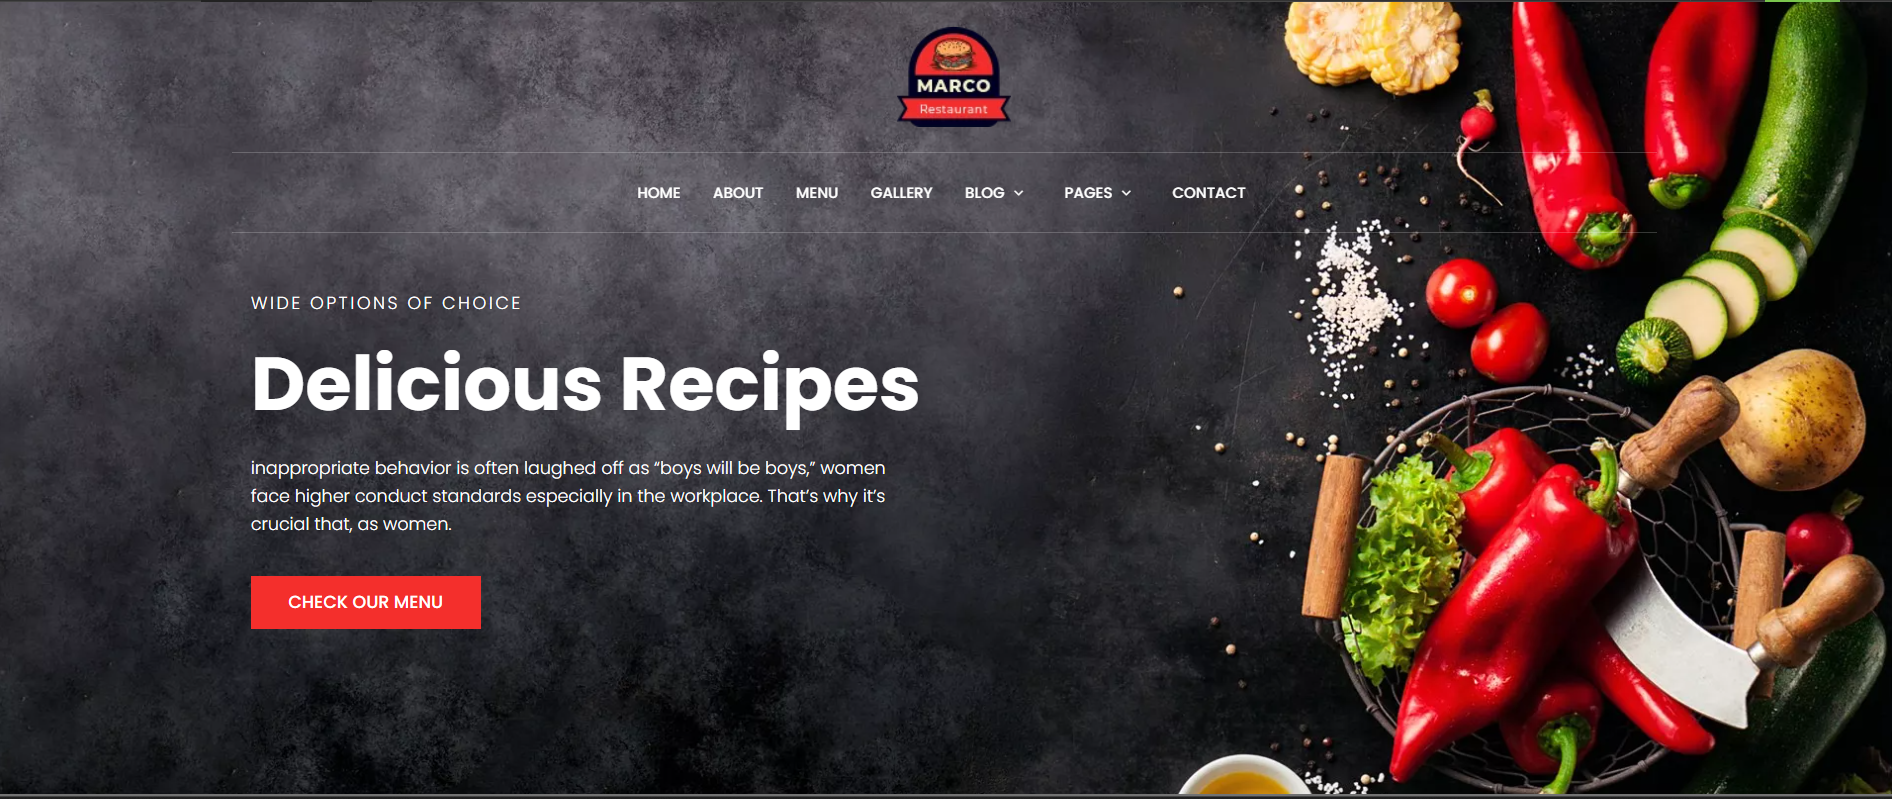 MARCO
Restaurant
HOME ABOUT MENU GALLERY BLOG PAGES CONTACT
WIDE OPTIONS OF CHOICE
Delicious Recipes
inappropriate behavior is often laughed off as “boys will be boys,” women
face higher conduct standards especially in the workplace. That’s why it’s
crucial that, as women.
CHECK OUR MENU